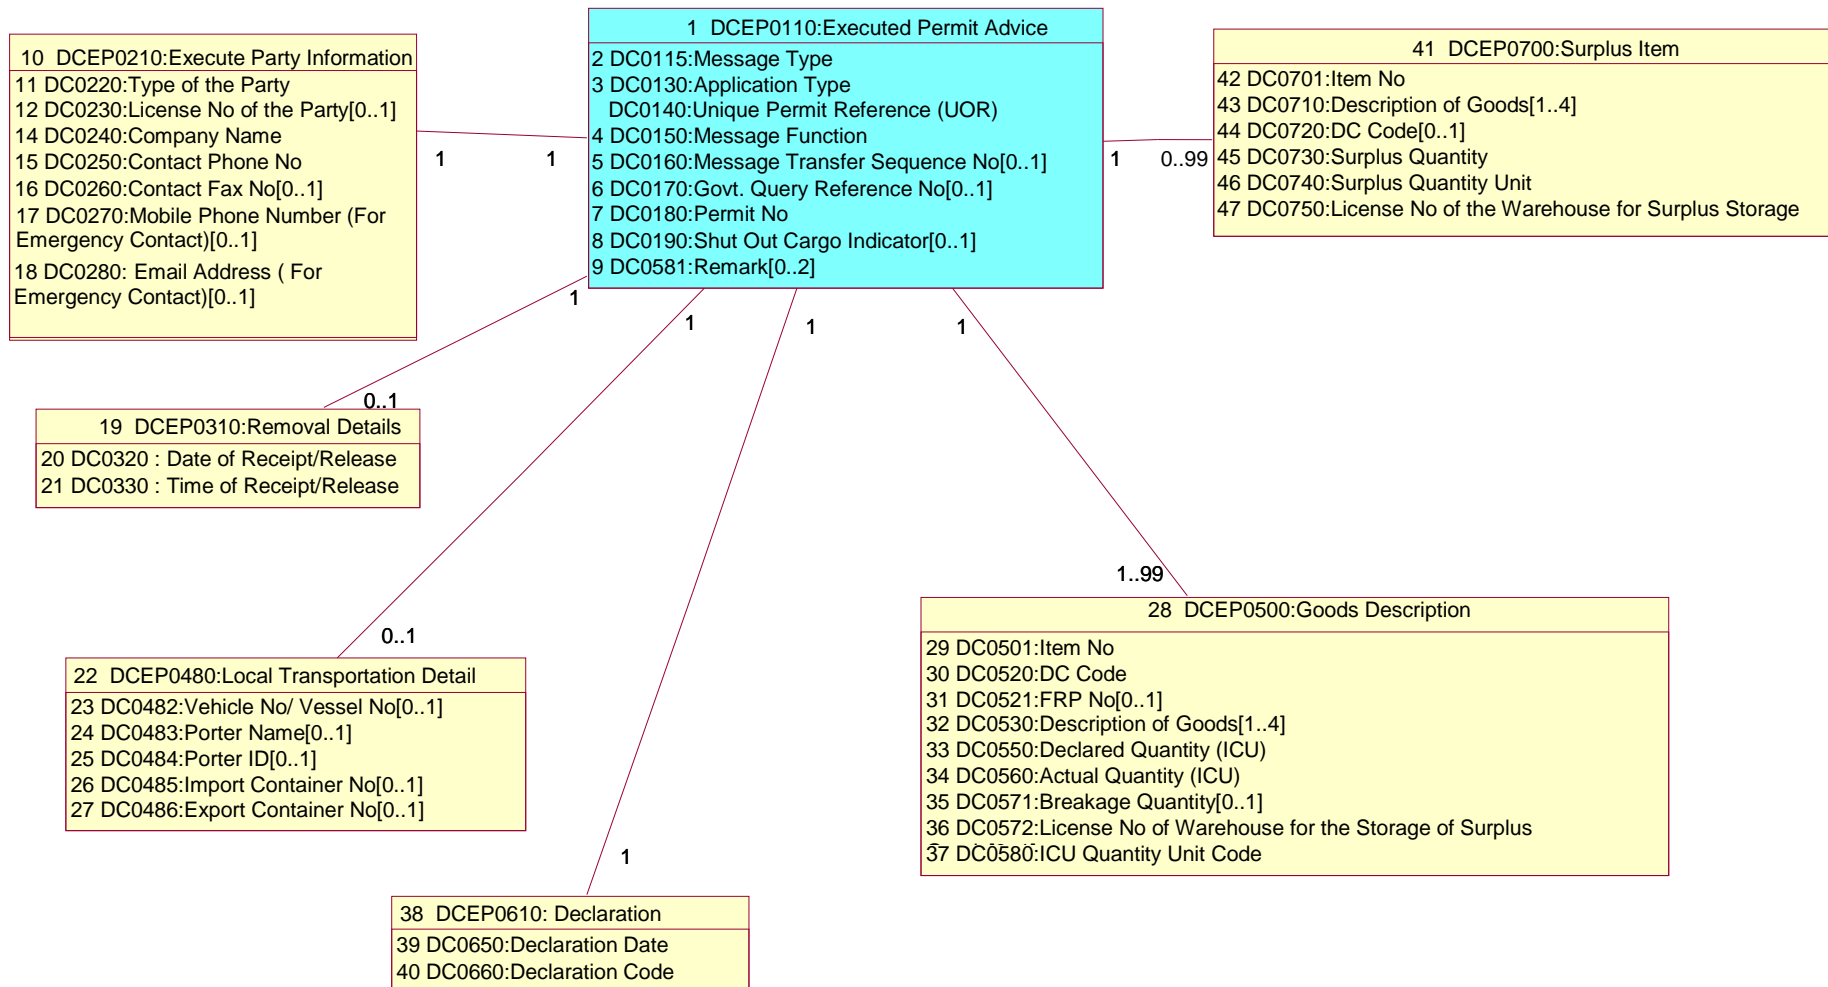 10 DCEP0210:Execute Party Information
11 DC0220:Type of the Party
12 DC0230:License No of the Party[0..1]
14 DC0240:Company Name
15 DC0250:Contact Phone No
16 DC0260:Contact Fax No[0..1]
17 DC0270:Mobile Phone Number (For
Emergency Contact)[0..1]
18 DC0280: Email Address ( For
Emergency Contact)[0..1]
1
1
1 DCEP0110:Executed Permit Advice
2 DC0115:Message Type
3 DC0130:Application Type
DC0140:Unique Permit Reference (UOR)
4 DC0150:Message Function
5 DC0160:Message Transfer Sequence No[0..1]
6 DC0170:Govt. Query Reference No[0..1]
7 DC0180:Permit No
8 DC0190:Shut Out Cargo Indicator[0..1]
9 DC0581:Remark[0..2]
1
0..99
41 DCEP0700:Surplus Item
42 DC0701:Item No
43 DC0710:Description of Goods[1..4]
44 DC0720:DC Code[0..1]
45 DC0730:Surplus Quantity
46 DC0740:Surplus Quantity Unit
47 DC0750:License No of the Warehouse for Surplus Storage
1
1
1
1
0..1
19 DCEP0310:Removal Details
20 DC0320 : Date of Receipt/Release
21 DC0330 : Time of Receipt/Release
0..1
22 DCEP0480:Local Transportation Detail
23 DC0482:Vehicle No/ Vessel No[0..1]
24 DC0483:Porter Name[0..1]
25 DC0484:Porter ID[0..1]
26 DC0485:Import Container No[0..1]
27 DC0486:Export Container No[0..1]
1..99
28 DCEP0500:Goods Description
29 DC0501:Item No
30 DC0520:DC Code
31 DC0521:FRP No[0..1]
32 DC0530:Description of Goods[1..4]
33 DC0550:Declared Quantity (ICU)
34 DC0560:Actual Quantity (ICU)
35 DC0571:Breakage Quantity[0..1]
36 DC0572:License No of Warehouse for the Storage of Surplus
37 DC0580:ICU Quantity Unit Code
1
38 DCEP0610: Declaration
39 DC0650:Declaration Date
40 DC0660:Declaration Code